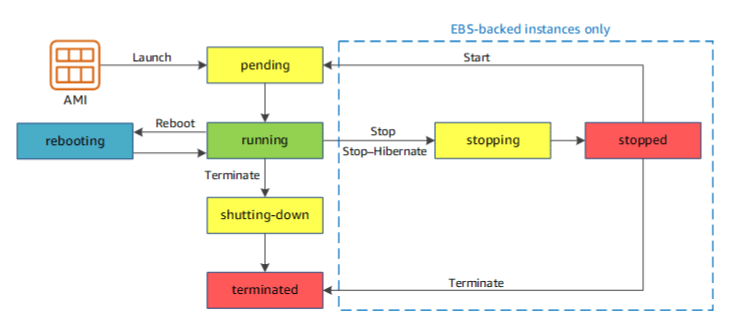 EBS-backed instances only
Launch
pending
Start
AMI
rebooting
Reboot
running
Stop
Stop–Hibernate
stopping
stopped
Terminate
shutting-down
terminated
Terminate